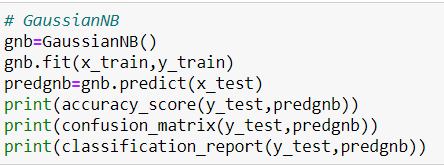 # GaussianNB
gnb=GaussianNB()
gnb.fit(x_train,y_train)
predgnb=gnb.predict(x_test)
print(accuracy_score(y_test,predgnb))
print(confusion_matrix(y_test,predgnb))
print(classification_report(y_test,predgnb))